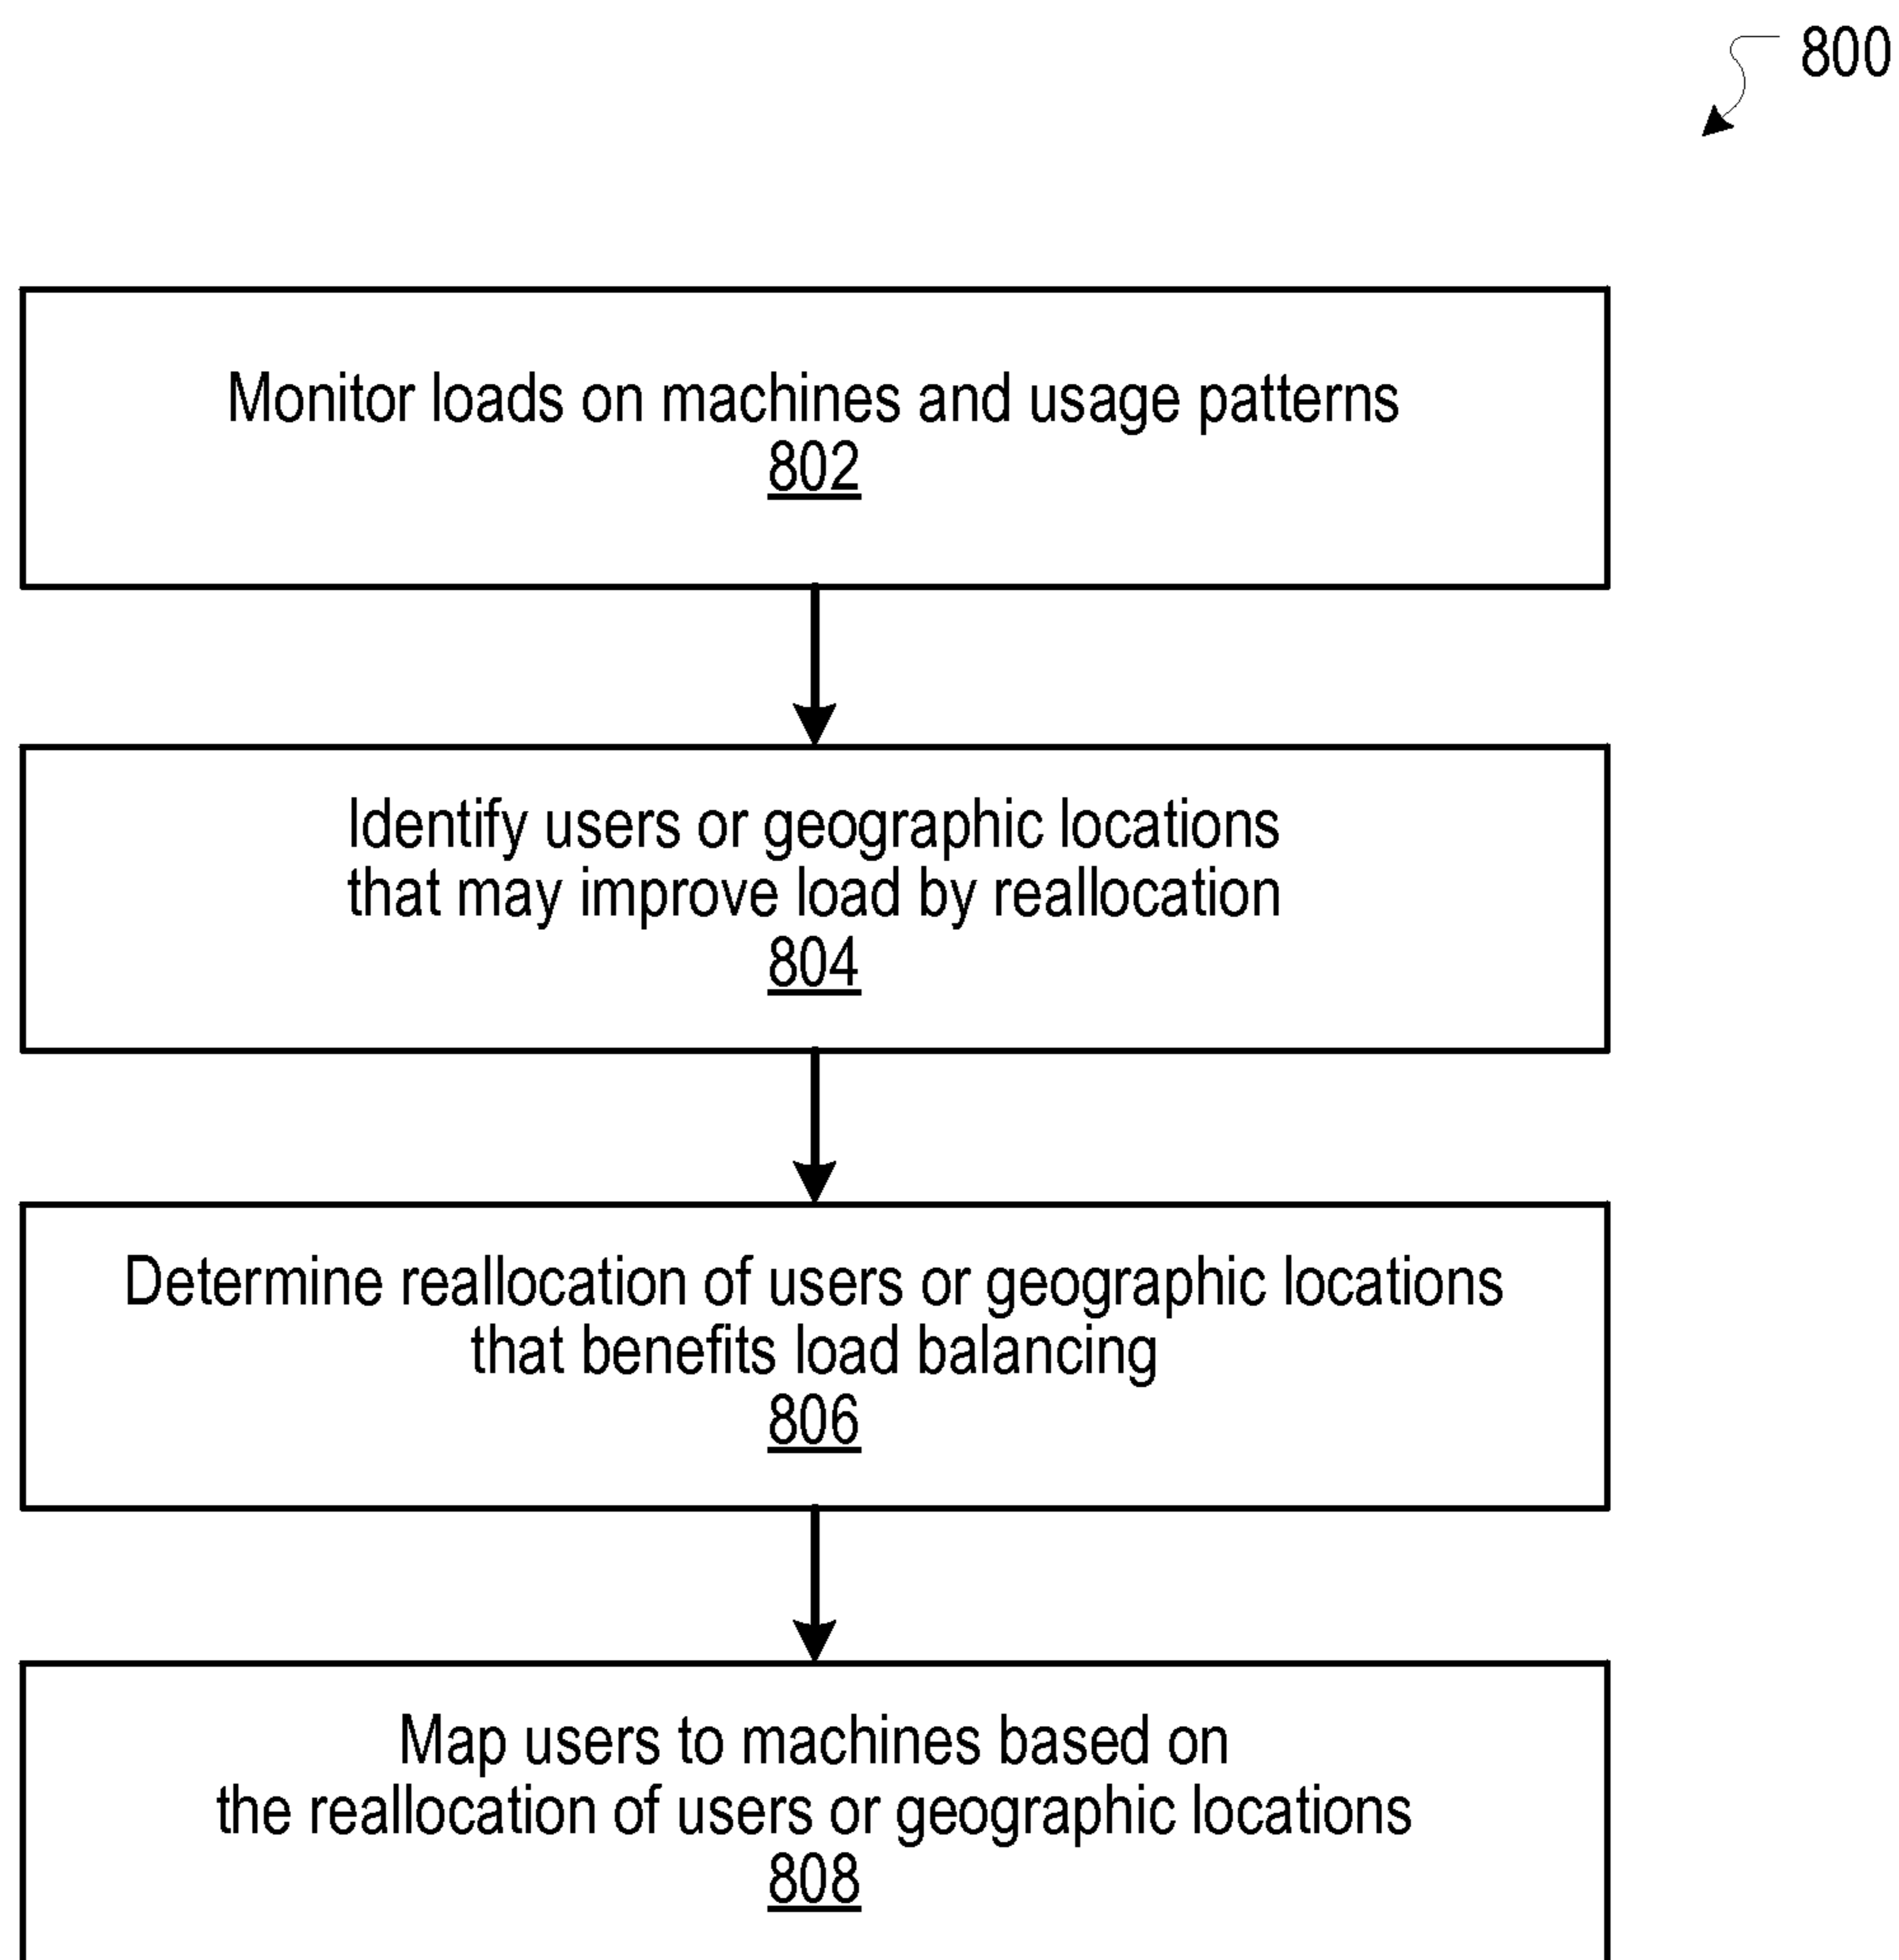 800
Monitor loads on machines and usage patterns
802
Identify users or geographic locations
that may improve load by reallocation
804
Determine reallocation of users or geographic locations
that benefits load balancing
806
Map users to machines based on
the reallocation of users or geographic locations
808